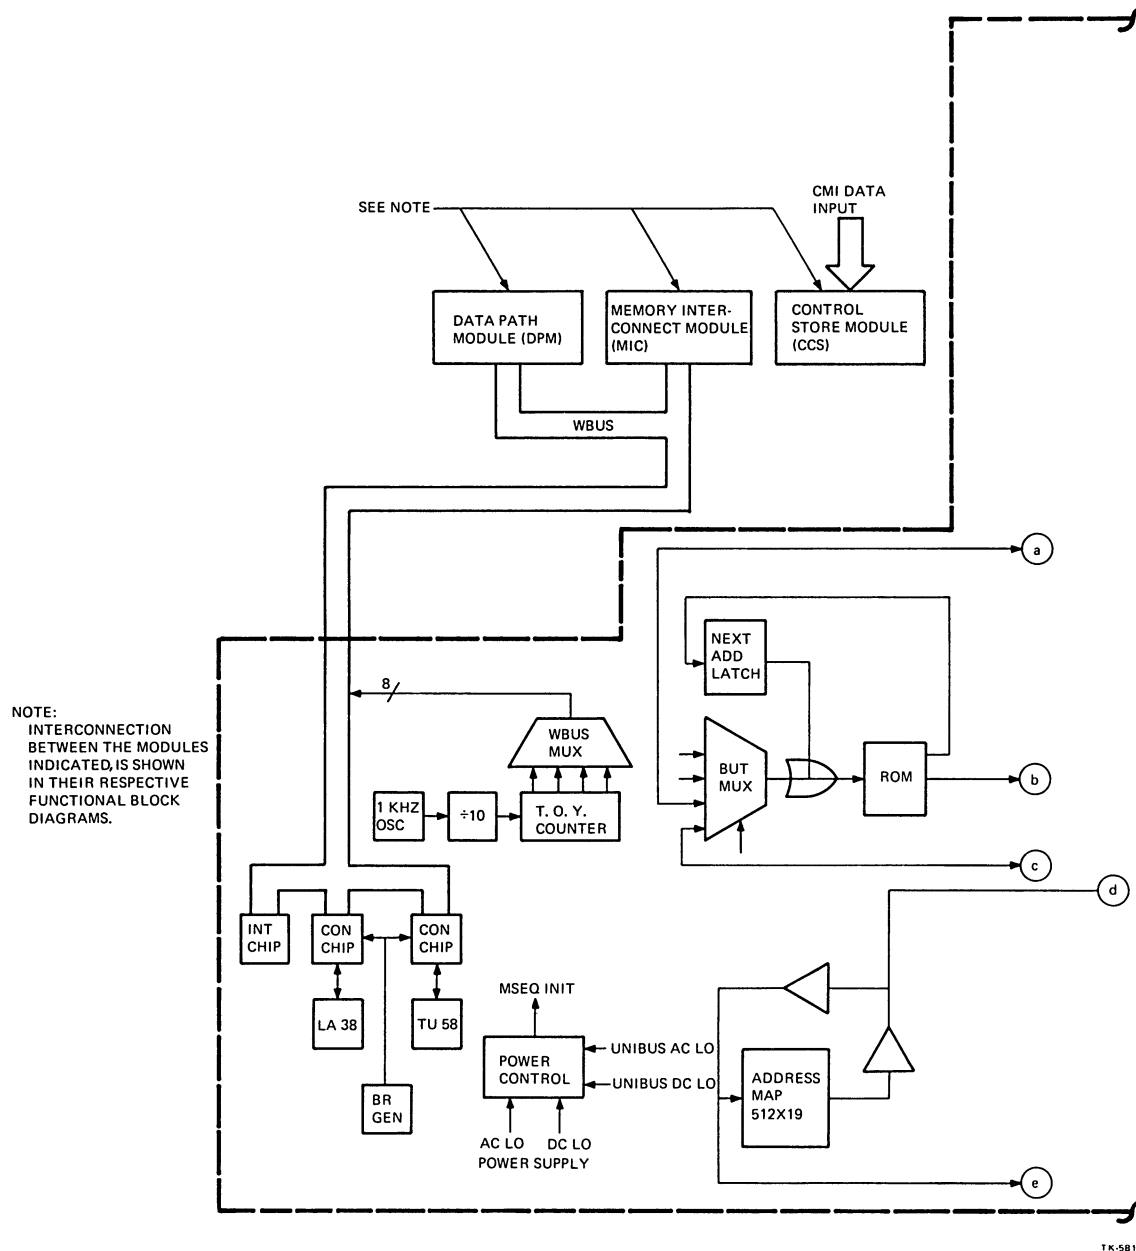 CMI DATA
INPUT
SEE NOTE
DATA PATH
MODULE (DPM)
MEMORY INTER-
CONNECT MODULE
(MIC)
CONTROL
STORE MODULE
(CCS)
WBUS
a
NEXT
ADD
LATCH
8
NOTE:
INTERCONNECTION
BETWEEN THE MODULES
INDICATED, IS SHOWN
IN THEIR RESPECTIVE
FUNCTIONAL BLOCK
DIAGRAMS.
WBUS
MUX
BUT
MUX
ROM
b
1 KHZ
OSC
÷10
T. O. Y.
COUNTER
c
d
INT
CHIP
CON
CHIP
CON
CHIP
MSEQ INIT
LA 38
TU 58
POWER
CONTROL
UNIBUS AC LO
UNIBUS DC LO
ADDRESS
MAP
512X19
BR
GEN
AC LO
DC LO
POWER SUPPLY
e
TK-581